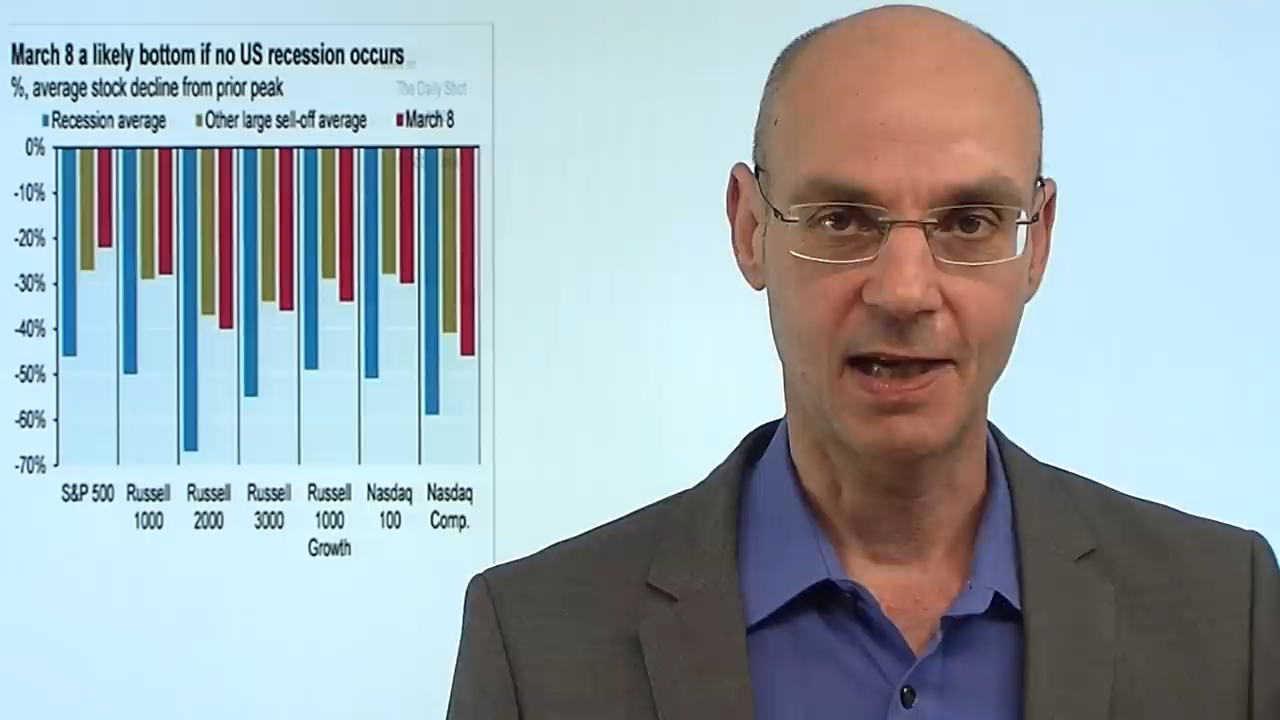 March 8 a likely bottom if no US recession occurs
%, average stock decline from prior peak
The Daily Shot
Recession average Other large sell-off average March 8
0%
-10%
-20%
-30%
-40%
-50%
-60%
-70%
S&P 500 Russell 1000 Russell 2000 Russell 3000 Russell 1000 Growth Nasdaq 100 Nasdaq Comp.